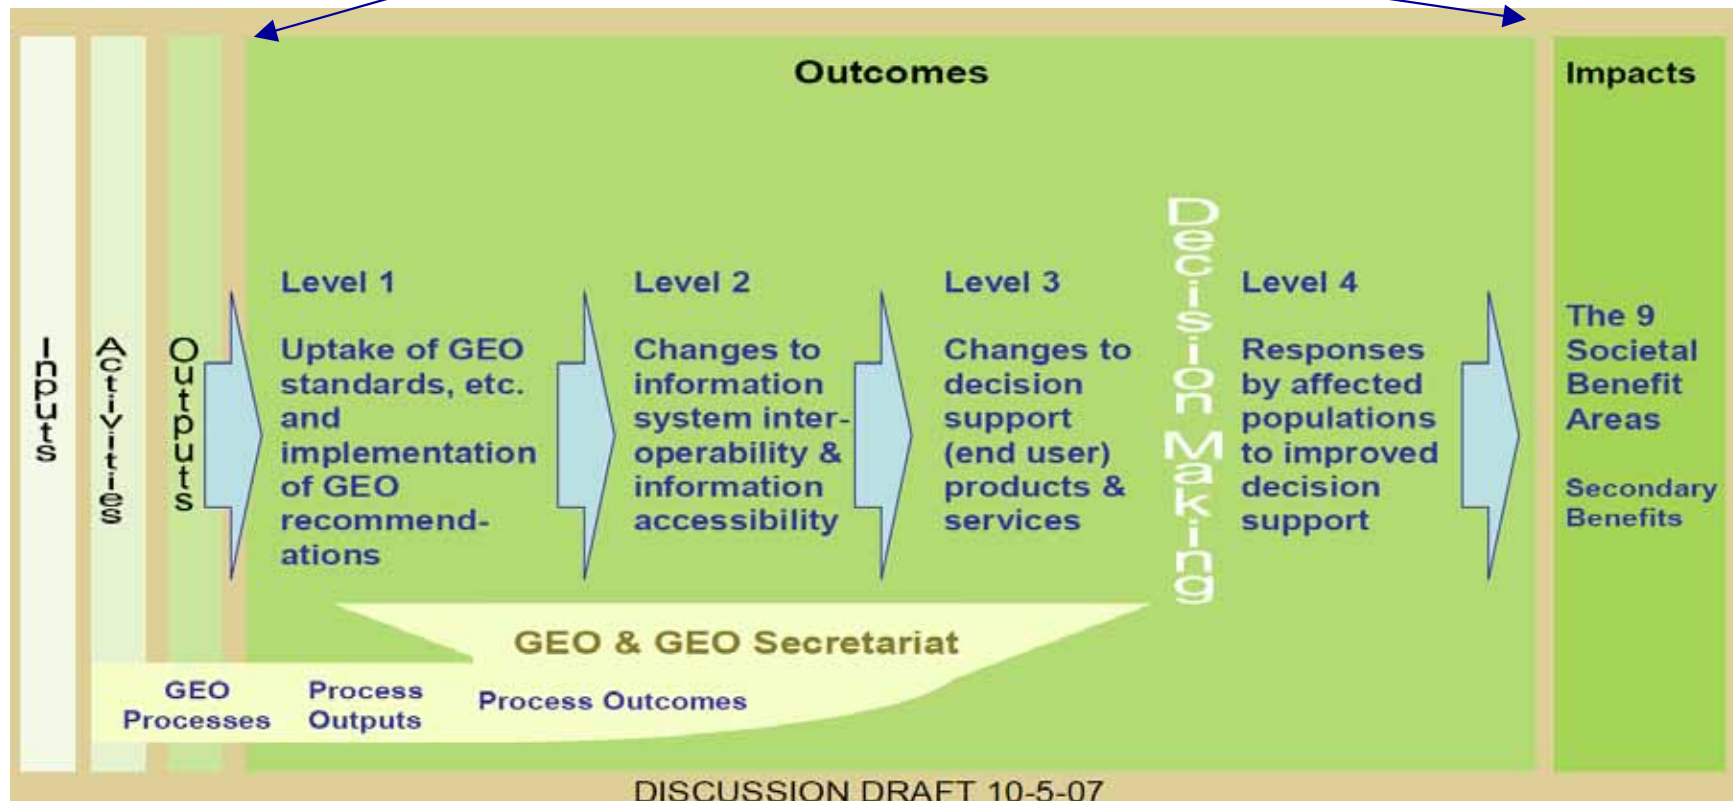 Inputs
Activities
Outputs
Outcomes
Level 1
Uptake of GEO
standards, etc.
and
implementation
of GEO
recommend-
ations
Level 2
Changes to
information
system inter-
operability &
information
accessibility
Level 3
Changes to
decision
support
(end user)
products &
services
Decision Making
Level 4
Responses
by affected
populations
to improved
decision
support
Impacts
The 9
Societal
Benefit
Areas
Secondary
Benefits
GEO & GEO Secretariat
GEO
Processes
Process
Outputs
Process Outcomes
DISCUSSION DRAFT 10-5-07